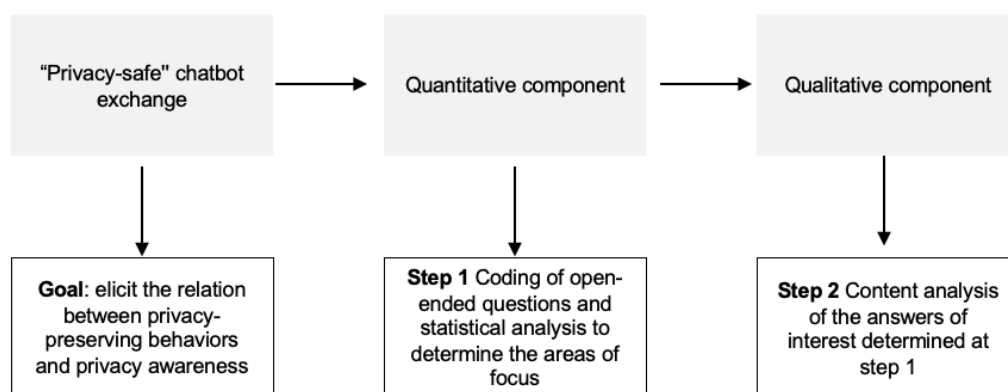 “Privacy-safe" chatbot
exchange
Quantitative component
Qualitative component
Goal: elicit the relation
between privacy-
preserving behaviors
and privacy awareness
Step 1 Coding of open-
ended questions and
statistical analysis to
determine the areas of
focus
Step 2 Content analysis
of the answers of
interest determined at
step 1